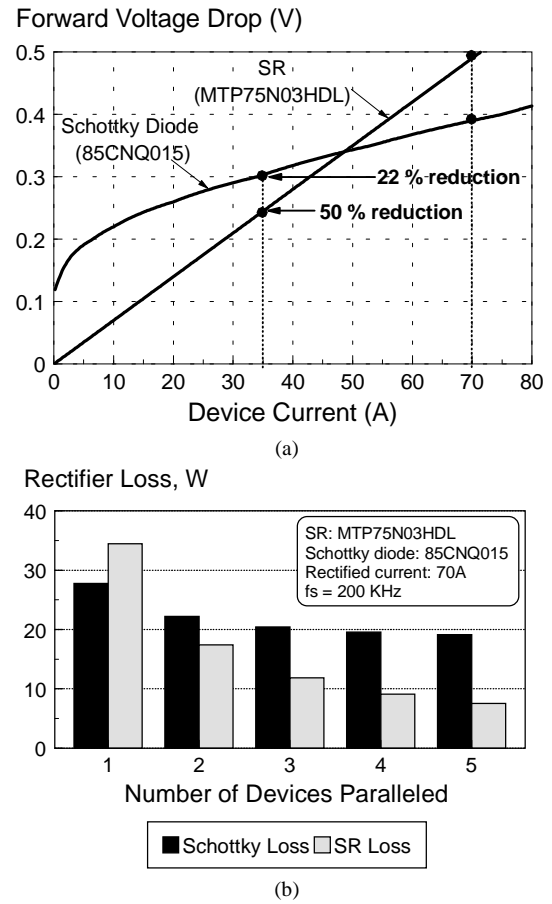 Forward Voltage Drop (V)
0.5
0.4
0.3
0.2
0.1
0
SR
(MTP75N03HDL)
Schottky Diode
(85CNQ015)
22 % reduction
50 % reduction
0 10 20 30 40 50 60 70 80
Device Current (A)
(a)
Rectifier Loss, W
40
30
20
10
0
SR: MTP75N03HDL
Schottky diode: 85CNQ015
Rectified current: 70A
fs = 200 KHz
1 2 3 4 5
Number of Devices Paralleled
Schottky Loss SR Loss
(b)